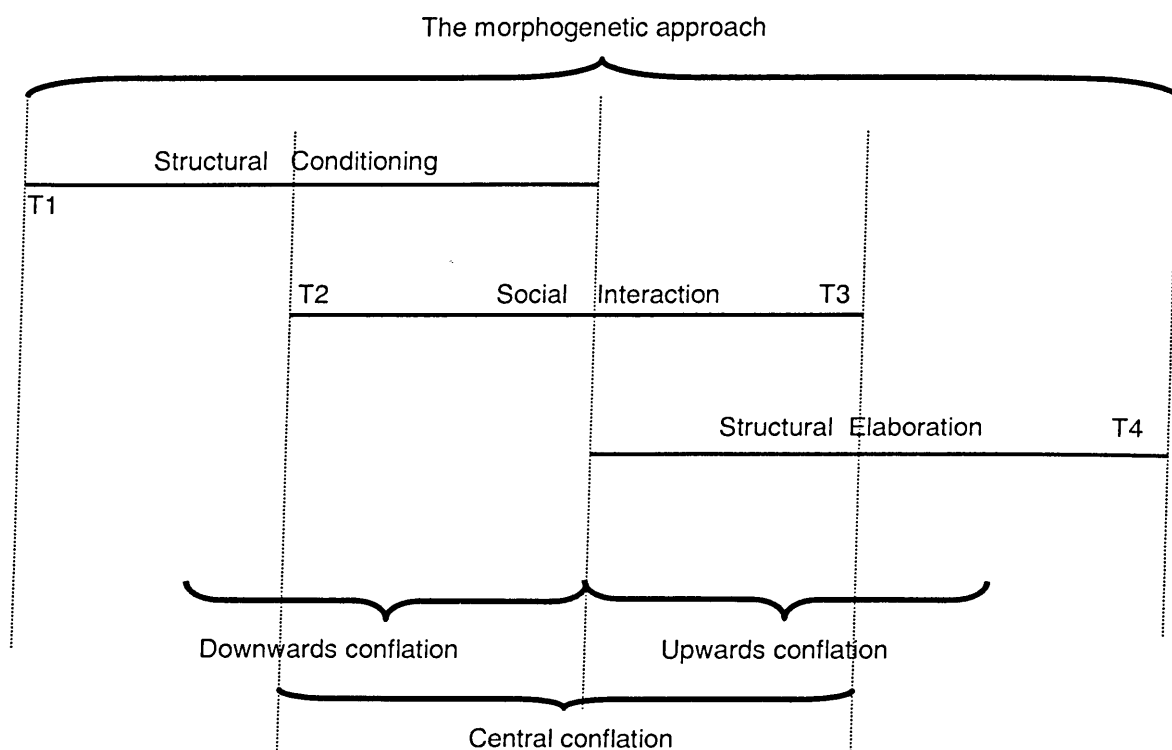 The morphogenetic approach
Structural Conditioning
T1
T2 Social Interaction T3
Structural Elaboration T4
Downwards conflation Upwards conflation
Central conflation